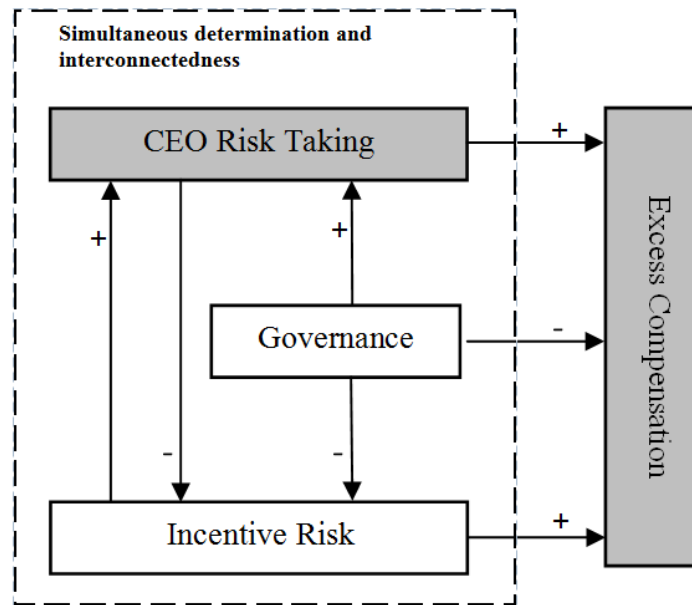 Simultaneous determination and
interconnectedness
CEO Risk Taking
+
+
+
Governance
-
Excess Compensation
-
-
Incentive Risk
+